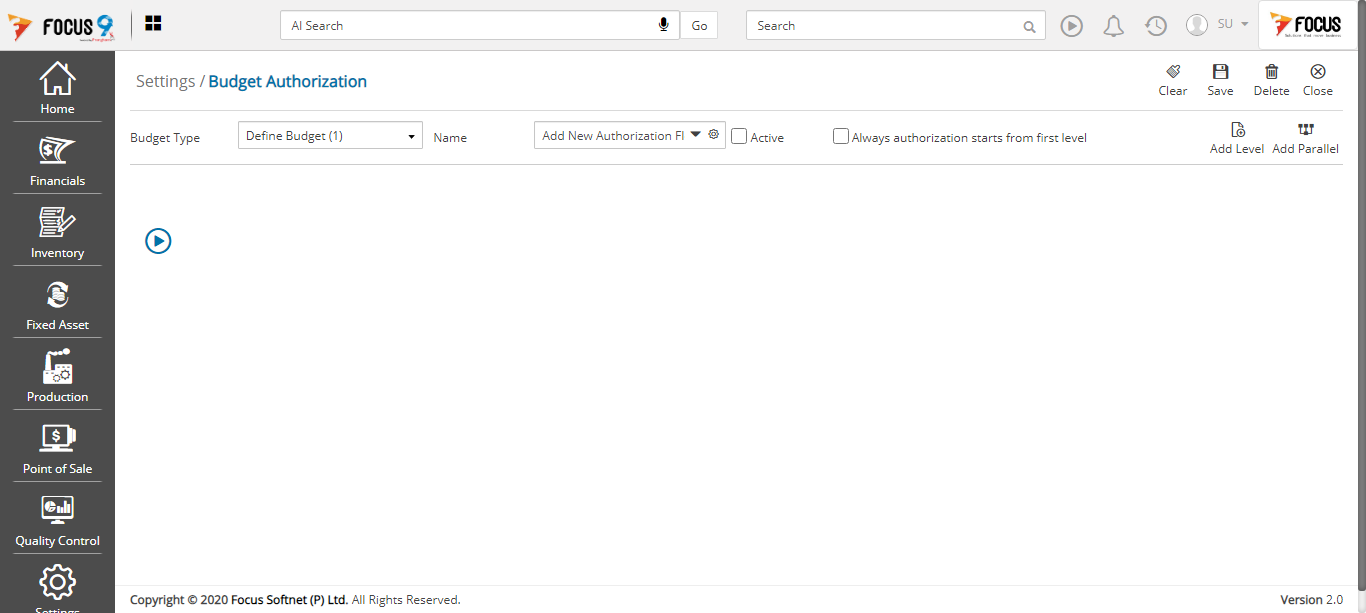 FOCUS 9
AI Search
Go
Search
SU
FOCUS
Home
Financials
Inventory
Fixed Asset
Production
Point of Sale
Quality Control
Settings
Settings / Budget Authorization
Clear
Save
Delete
Close
Budget Type
Define Budget (1)
Name
Add New Authorization Fl
Active
Always authorization starts from first level
Add Level
Add Parallel
Copyright © 2020 Focus Softnet (P) Ltd. All Rights Reserved.
Version 2.0